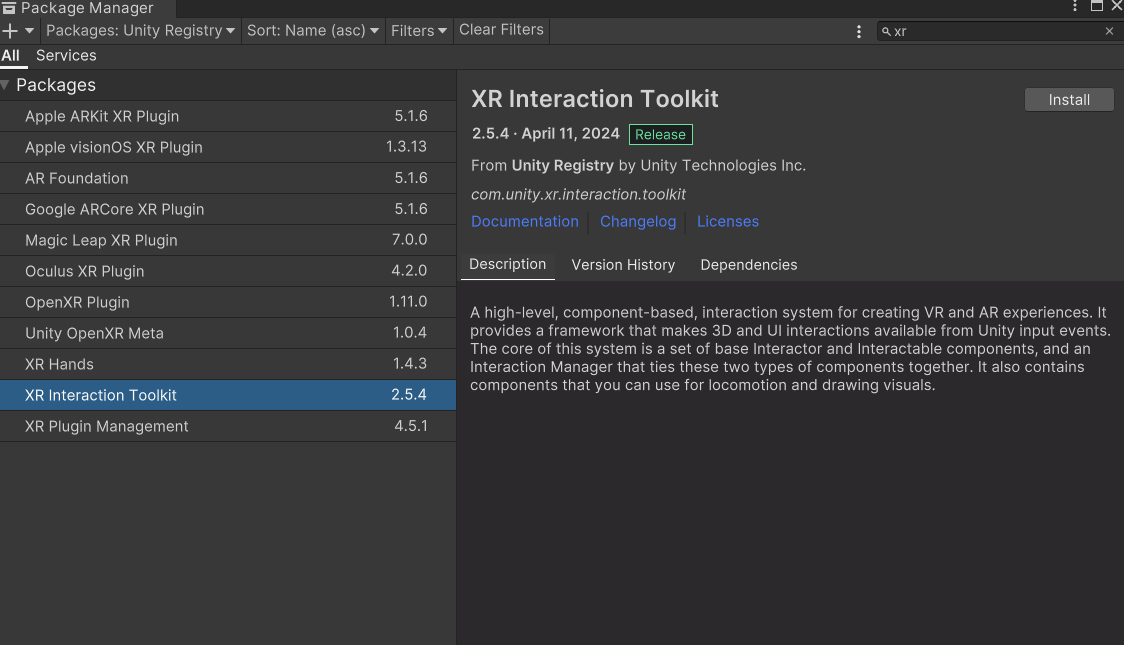 Package Manager
Packages: Unity Registry Sort: Name (asc) Filters Clear Filters xr
All Services
Packages
Apple ARKit XR Plugin 5.1.6
Apple visionOS XR Plugin 1.3.13
AR Foundation 5.1.6
Google ARCore XR Plugin 5.1.6
Magic Leap XR Plugin 7.0.0
Oculus XR Plugin 4.2.0
OpenXR Plugin 1.11.0
Unity OpenXR Meta 1.0.4
XR Hands 1.4.3
XR Interaction Toolkit 2.5.4
XR Plugin Management 4.5.1
XR Interaction Toolkit Install
2.5.4 · April 11, 2024 Release
From Unity Registry by Unity Technologies Inc.
com.unity.xr.interaction.toolkit
Documentation Changelog Licenses
Description Version History Dependencies
A high-level, component-based, interaction system for creating VR and AR experiences. It
provides a framework that makes 3D and UI interactions available from Unity input events.
The core of this system is a set of base Interactor and Interactable components, and an
Interaction Manager that ties these two types of components together. It also contains
components that you can use for locomotion and drawing visuals.